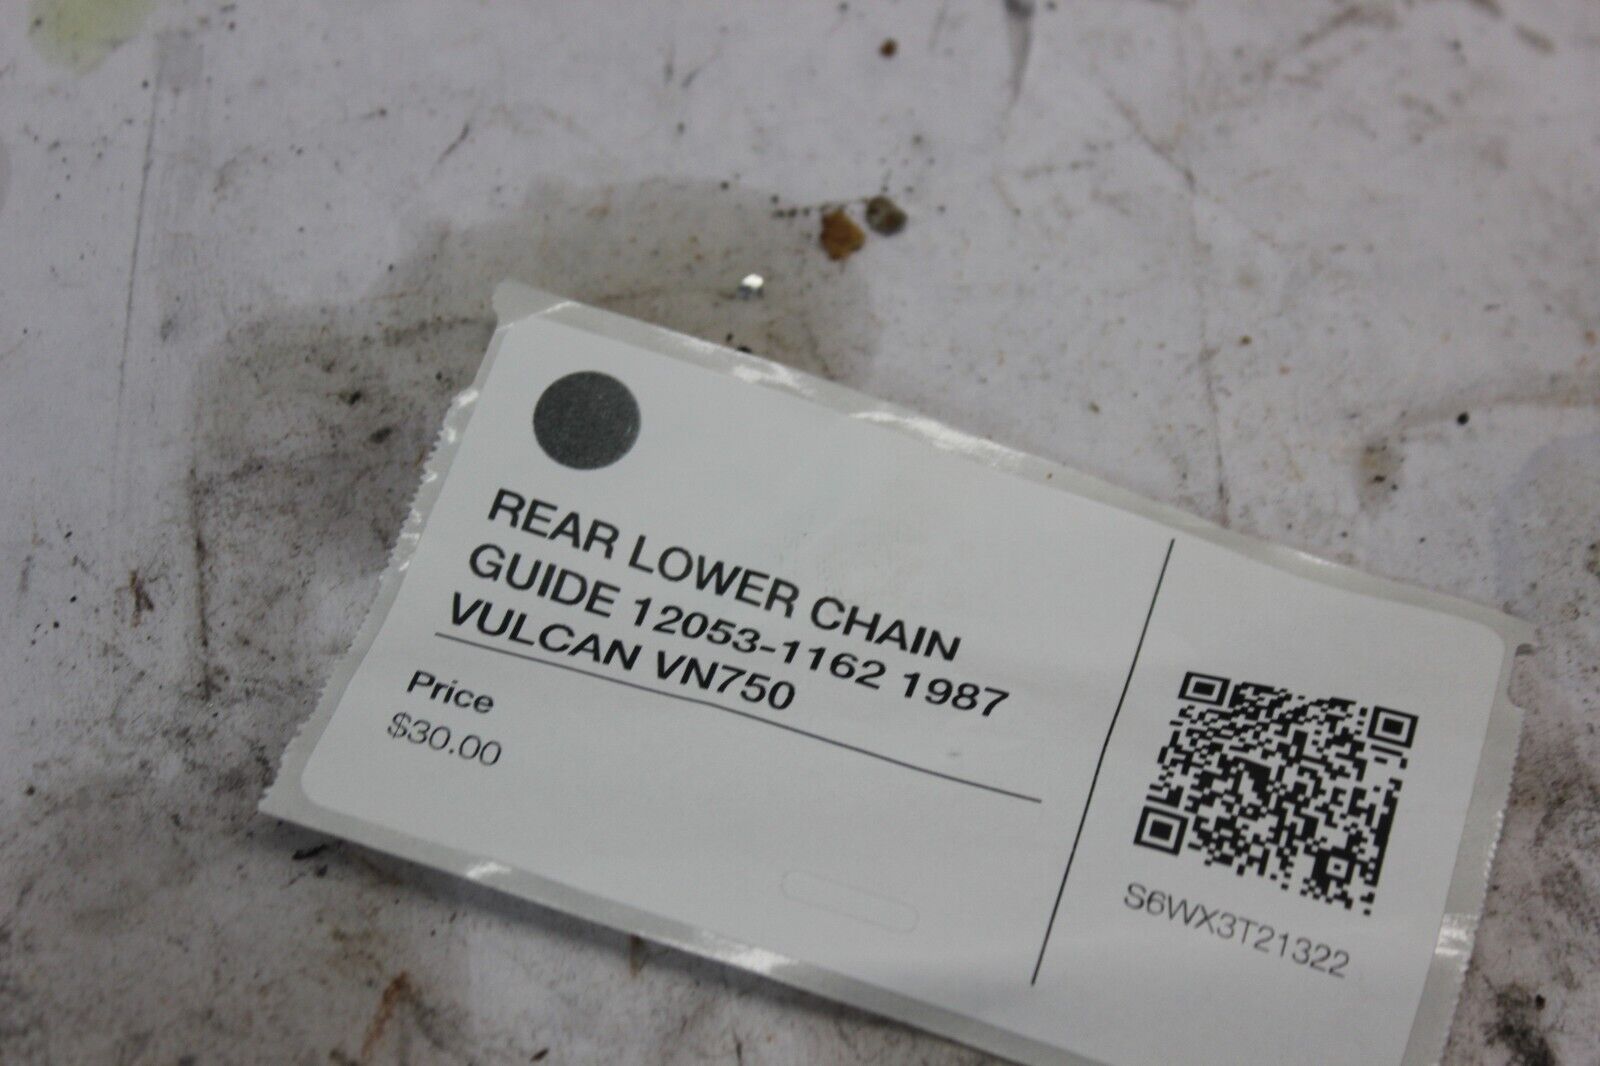 REAR LOWER CHAIN
GUIDE 12053-1162 1987
VULCAN VN750
Price
$30.00
S6WX3T21322